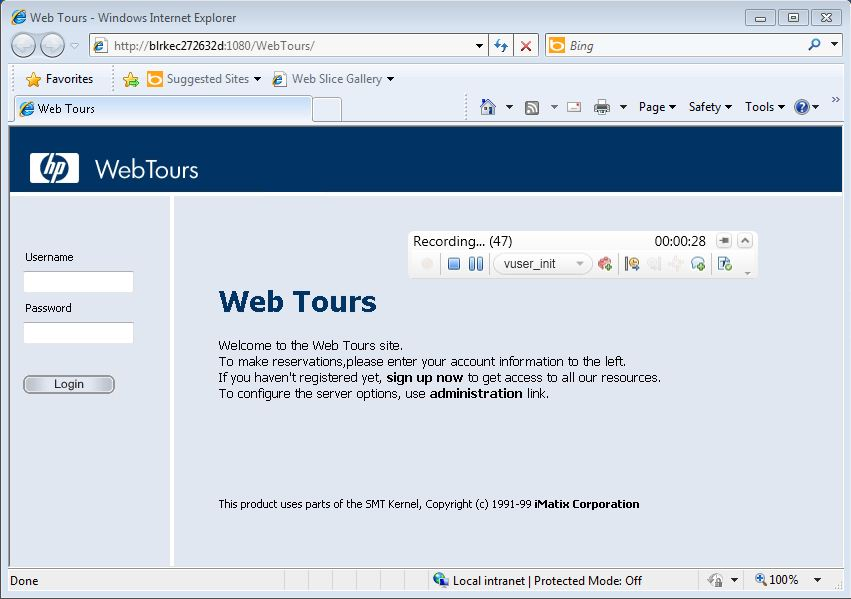 Web Tours - Windows Internet Explorer
http://blrkec272632d:1080/WebTours/
Bing
Favorites
Suggested Sites
Web Slice Gallery
Web Tours
Page
Safety
Tools
hp
WebTours
Username
Password
Login
Recording... (47) 00:00:28
vuser_init
Web Tours
Welcome to the Web Tours site.
To make reservations,please enter your account information to the left.
If you haven't registered yet, sign up now to get access to all our resources.
To configure the server options, use administration link.
This product uses parts of the SMT Kernel, Copyright (c) 1991-99 iMatix Corporation
Done
Local intranet | Protected Mode: Off
100%